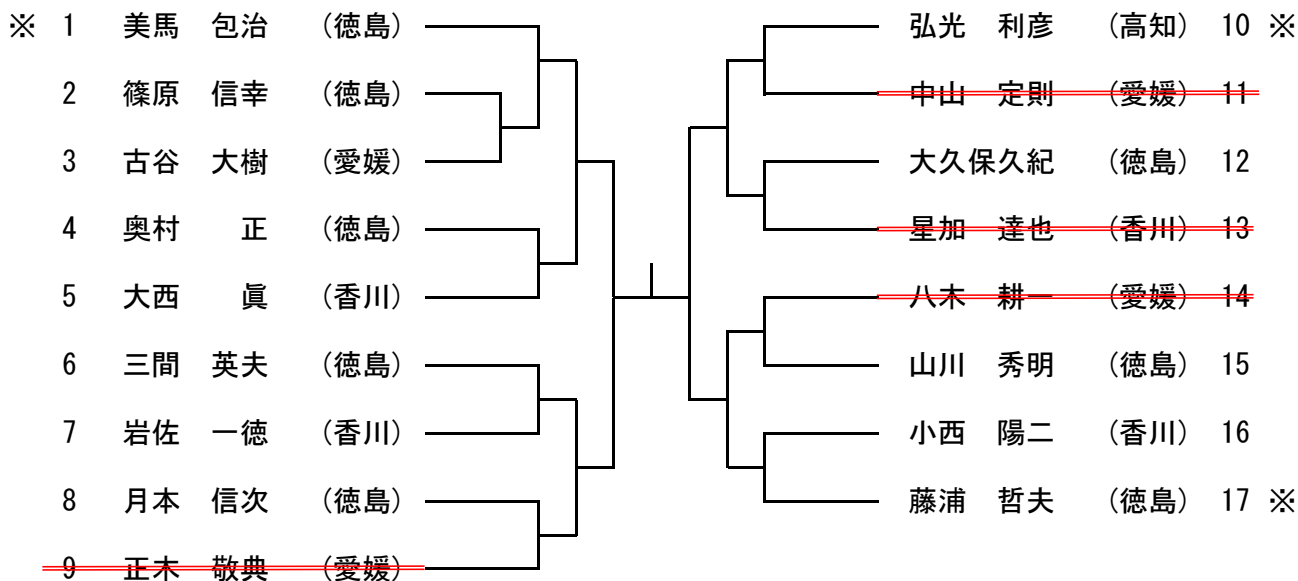 ※ 1 美馬 包治 (徳島)
2 篠原 信幸 (徳島)
3 古谷 大樹 (愛媛)
4 奥村 正 (徳島)
5 大西 眞 (香川)
6 三間 英夫 (徳島)
7 岩佐 一徳 (香川)
8 月本 信次 (徳島)
9 正木 敬典 (愛媛)
弘光 利彦 (高知) 10 ※
中山 定則 (愛媛) 11
大久保久紀 (徳島) 12
星加 達也 (香川) 13
八木 耕一 (愛媛) 14
山川 秀明 (徳島) 15
小西 陽二 (香川) 16
藤浦 哲夫 (徳島) 17 ※